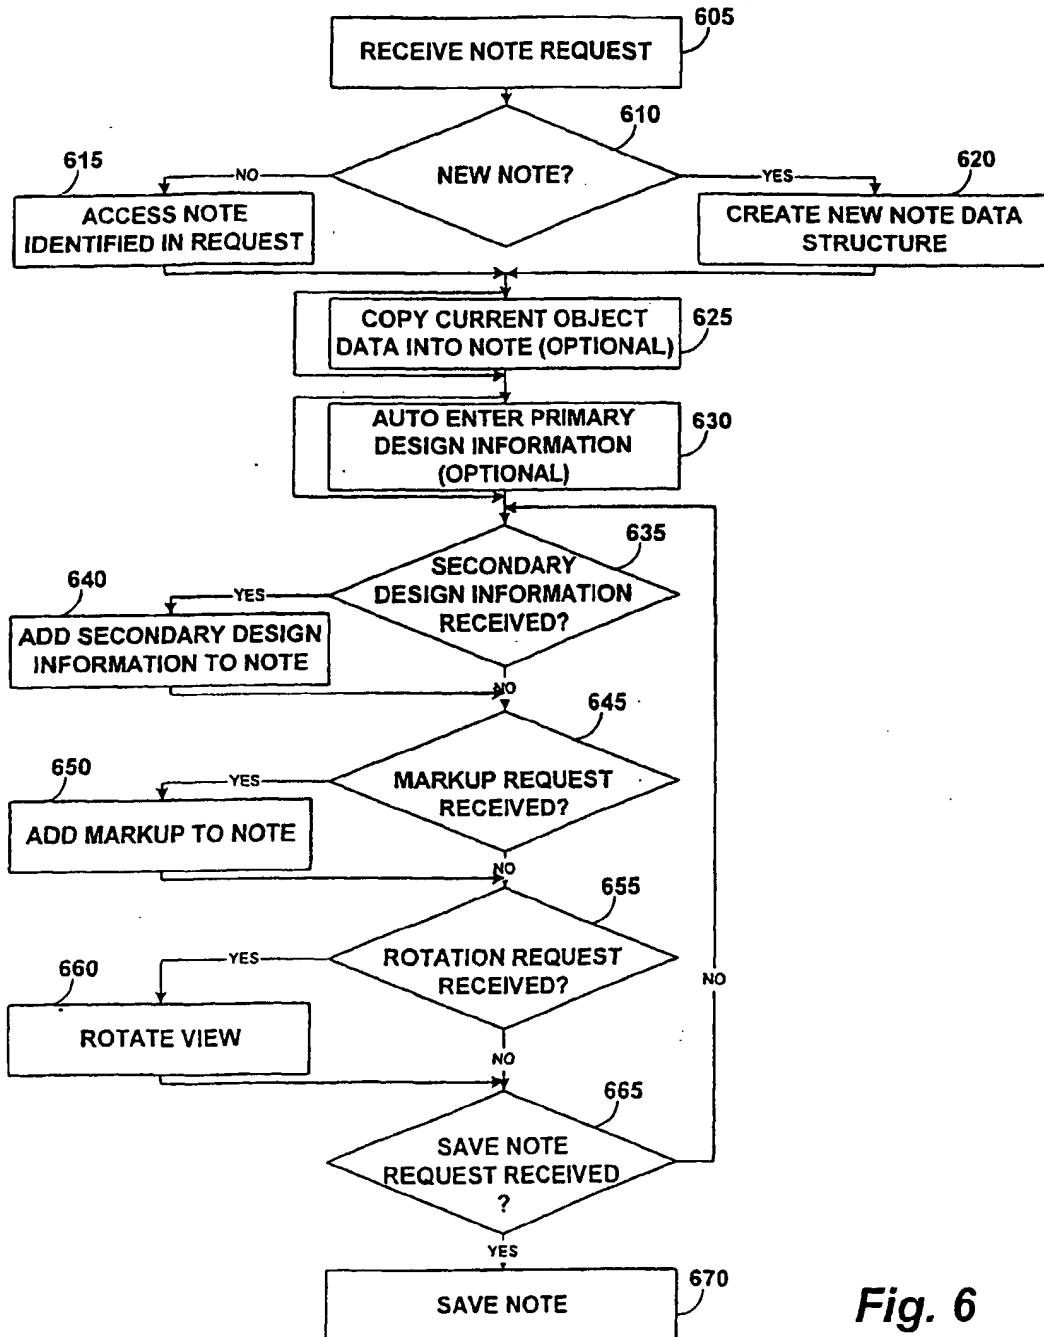 605
RECEIVE NOTE REQUEST
610
NEW NOTE?
NO
YES
615
ACCESS NOTE
IDENTIFIED IN REQUEST
620
CREATE NEW NOTE DATA
STRUCTURE
COPY CURRENT OBJECT
DATA INTO NOTE (OPTIONAL)
625
AUTO ENTER PRIMARY
DESIGN INFORMATION
(OPTIONAL)
630
635
SECONDARY
DESIGN INFORMATION
RECEIVED?
YES
640
ADD SECONDARY DESIGN
INFORMATION TO NOTE
NO
645
MARKUP REQUEST
RECEIVED?
YES
650
ADD MARKUP TO NOTE
NO
655
ROTATION REQUEST
RECEIVED?
YES
660
ROTATE VIEW
NO
NO
665
SAVE NOTE
REQUEST RECEIVED
?
YES
670
SAVE NOTE
Fig. 6